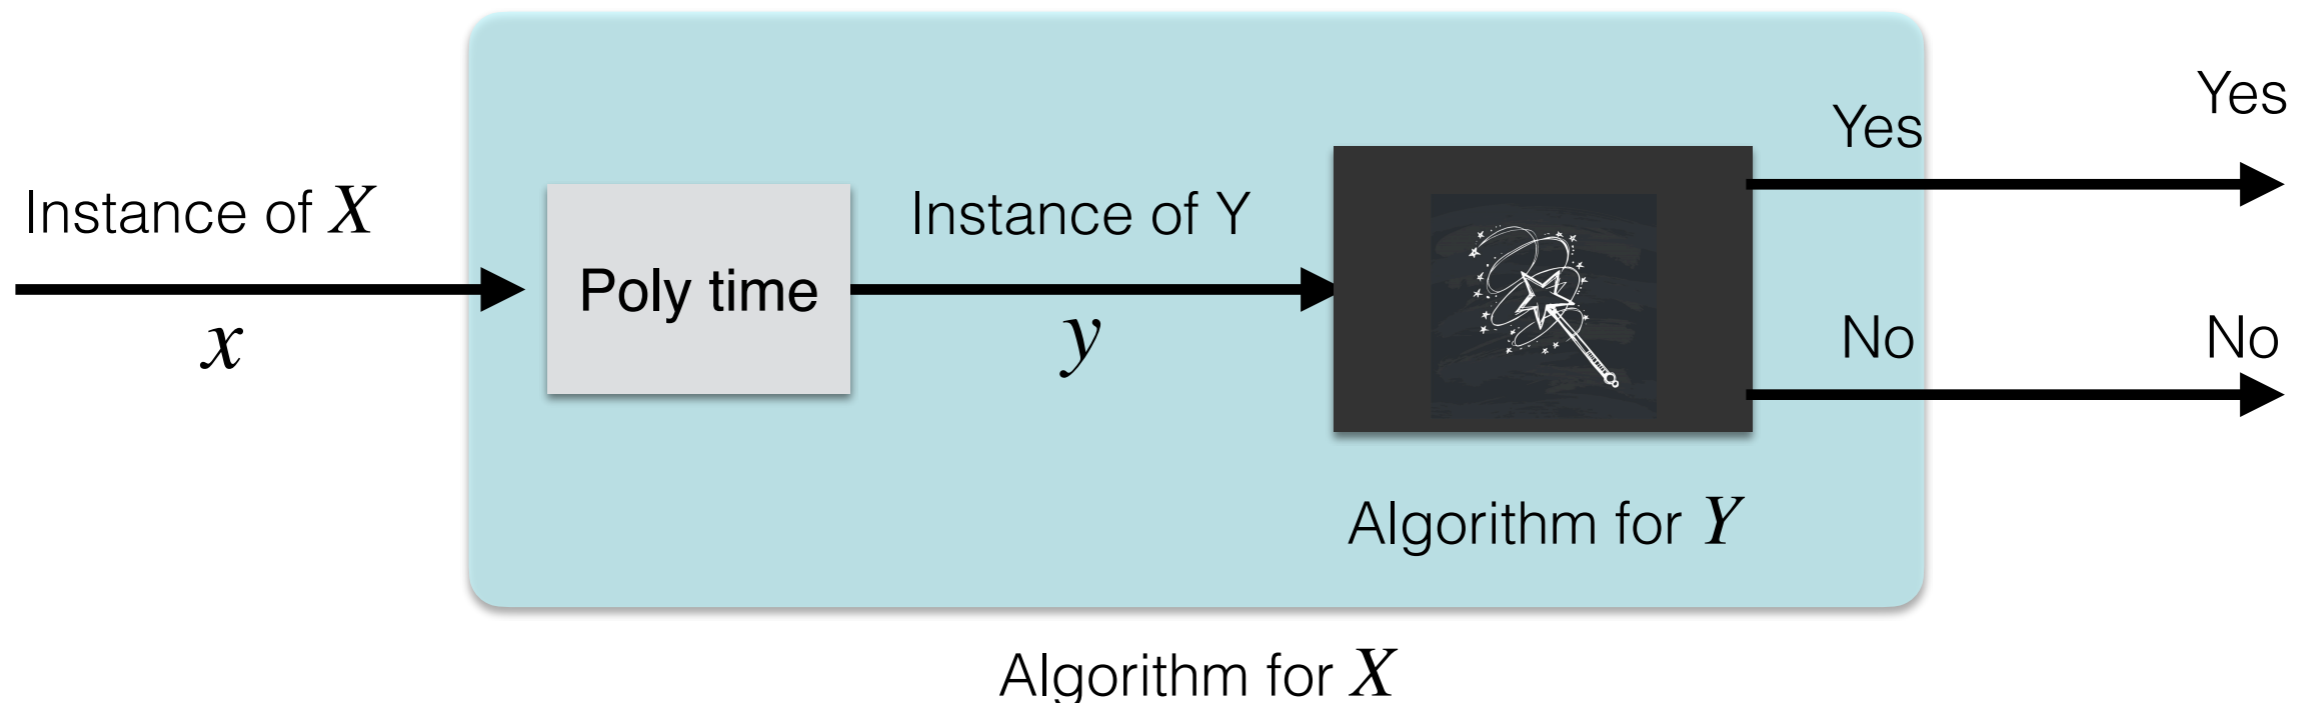 Instance of X
x
Poly time
Instance of Y
y
Yes
No
Yes
No
Algorithm for Y
Algorithm for X